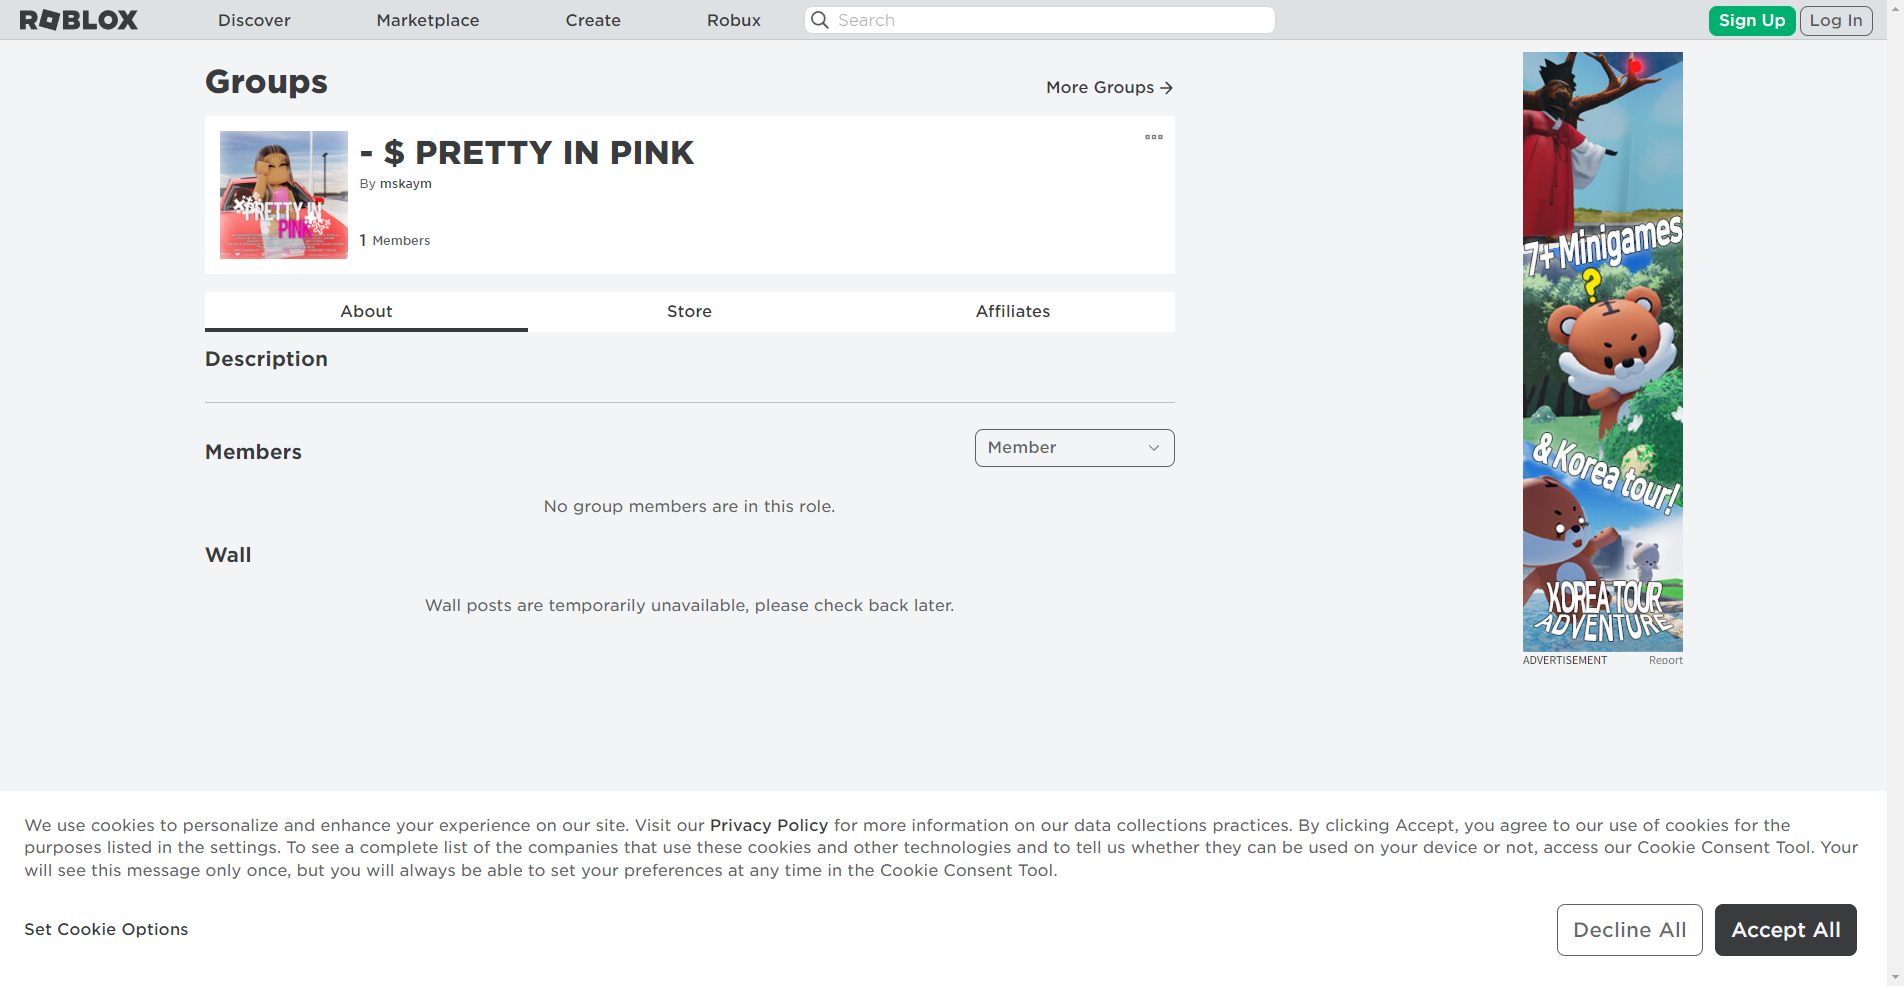 ROBLOX
Discover
Marketplace
Create
Robux
Search
Sign Up
Log In
Groups
More Groups
- $ PRETTY IN PINK
By mskaym
1 Members
PRETTY IN
PINK
About
Store
Affiliates
Description
Members
Member
No group members are in this role.
Wall
Wall posts are temporarily unavailable, please check back later.
7+ Minigames
?
& Korea tour!
KOREA TOUR
ADVENTURE
ADVERTISEMENT
Report
We use cookies to personalize and enhance your experience on our site. Visit our Privacy Policy for more information on our data collections practices. By clicking Accept, you agree to our use of cookies for the
purposes listed in the settings. To see a complete list of the companies that use these cookies and other technologies and to tell us whether they can be used on your device or not, access our Cookie Consent Tool. Your
will see this message only once, but you will always be able to set your preferences at any time in the Cookie Consent Tool.
Set Cookie Options
Decline All
Accept All